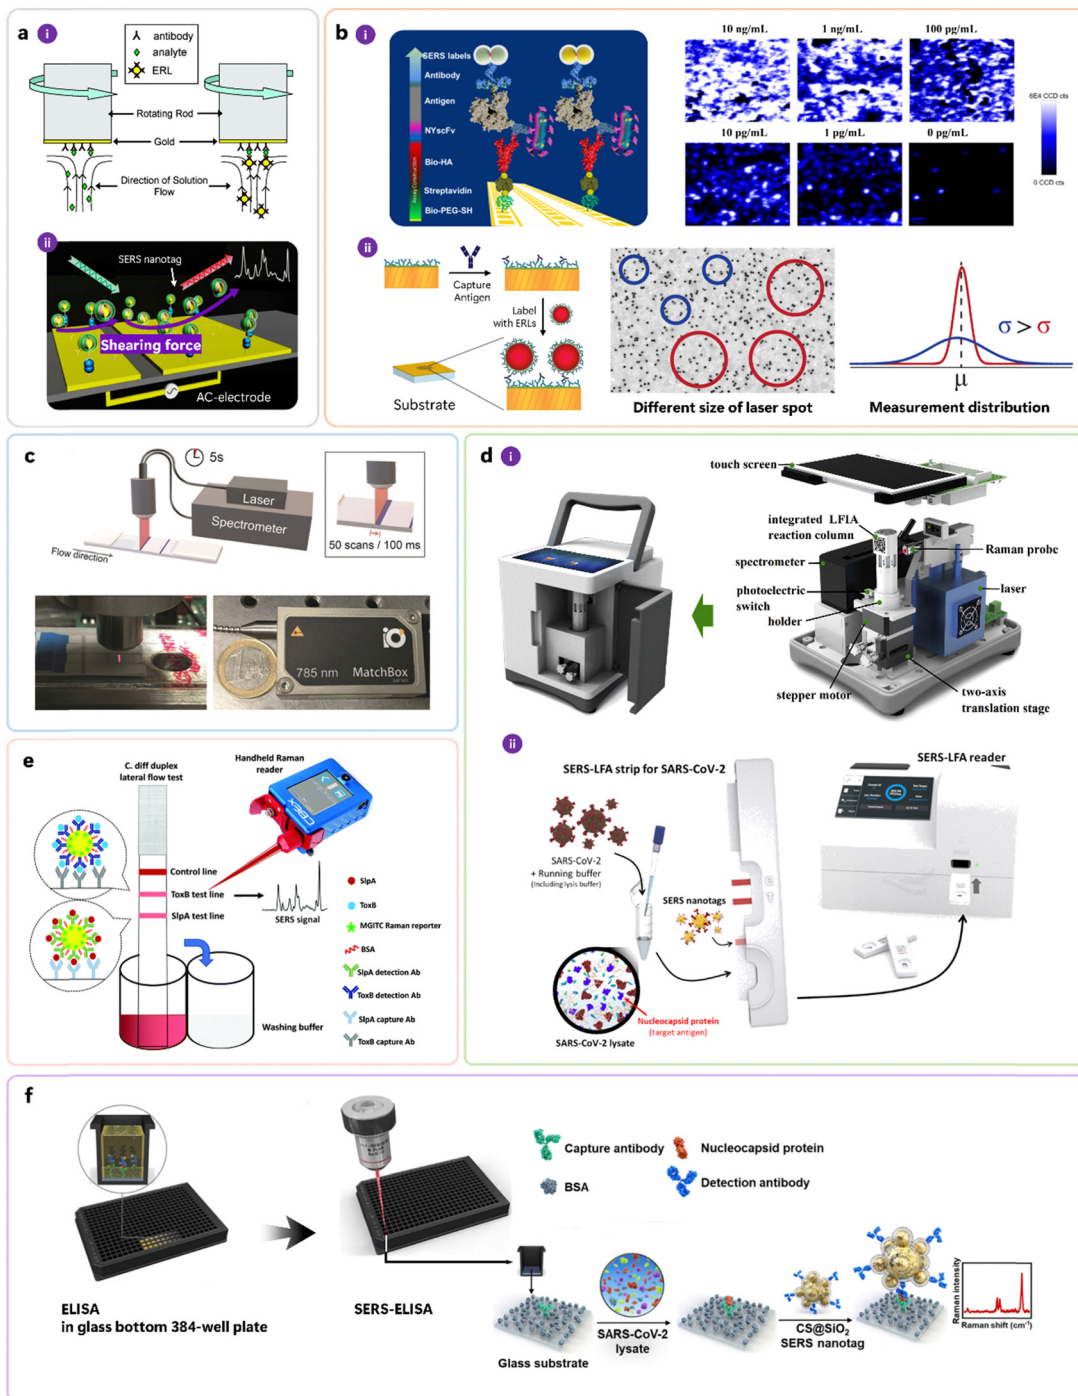 a
i
antibody
analyte
ERL
Rotating Rod
Gold
Direction of Solution
Flow
ii
SERS nanotag
Shearing force
AC-electrode
b
i
SERS labels
Antibody
Antigen
NYscFv
Bio-HA
Streptavidin
Bio-PEG-SH
Assay Construction
10 ng/mL
1 ng/mL
100 pg/mL
10 pg/mL
1 pg/mL
0 pg/mL
6E4 CCD cts
0 CCD cts
ii
Capture
Antigen
Label
with ERLs
Substrate
Different size of laser spot
σ > σ
μ
Measurement distribution
c
5s
Laser
Spectrometer
Flow direction
50 scans / 100 ms
785 nm
MatchBox
d
i
touch screen
integrated LFIA
reaction column
spectrometer
Raman probe
photoelectric
switch
laser
holder
stepper motor
two-axis
translation stage
ii
SERS-LFA strip for SARS-CoV-2
SERS-LFA reader
SARS-CoV-2
+ Running buffer
(Including lysis buffer)
SERS nanotags
Nucleocapsid protein
(target antigen)
SARS-CoV-2 lysate
e
C. diff duplex
lateral flow test
Handheld Raman
reader
CBEx
Control line
ToxB test line
SlpA test line
SERS signal
SlpA
ToxB
MGITC Raman reporter
BSA
SlpA detection Ab
ToxB detection Ab
SlpA capture Ab
ToxB capture Ab
Washing buffer
f
ELISA
in glass bottom 384-well plate
SERS-ELISA
Capture antibody
Nucleocapsid protein
BSA
Detection antibody
Glass substrate
SARS-CoV-2
lysate
CS@SiO2
SERS nanotag
Raman intensity
Raman shift (cm-1)